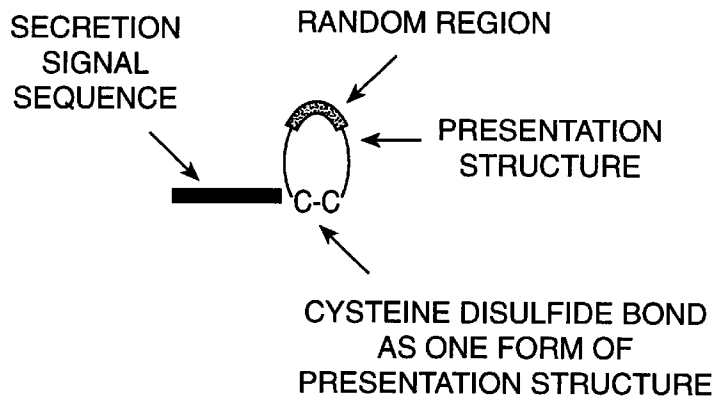 SECRETION
SIGNAL
SEQUENCE
RANDOM REGION
PRESENTATION
STRUCTURE
C-C
CYSTEINE DISULFIDE BOND
AS ONE FORM OF
PRESENTATION STRUCTURE